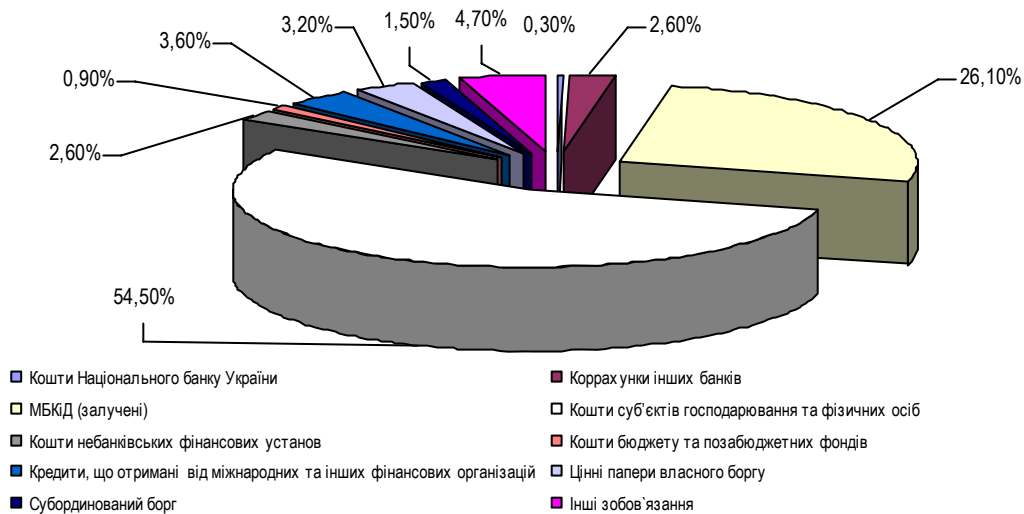 4,70%
0,30%
2,60%
1,50%
3,20%
3,60%
0,90%
2,60%
26,10%
54,50%
Кошти Національного банку України
Коррахунки інших банків
МБКіД (залучені)
Кошти суб'єктів господарювання та фізичних осіб
Кошти небанківських фінансових установ
Кошти бюджету та позабюджетних фондів
Кредити, що отримані від міжнародних та інших фінансових організацій
Цінні папери власного боргу
Субординований борг
Інші зобов`язання